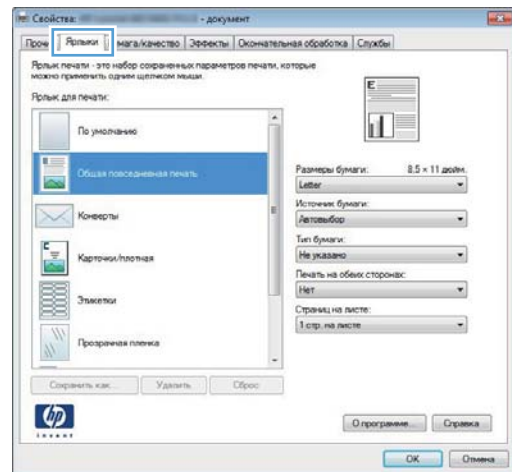 Свойства: - документ
Ярлыки
мага/качество
Эффекты
Окончательная обработка
Службы
Ярлык печати - это набор сохраненных параметров печати, которые
можно применить одним щелчком мыши.
Ярлык для печати:
По умолчанию
Общая повседневная печать
Конверты
Карточки/плотная
Этикетки
Прозрачная пленка
Сохранить как...
Удалить
Сброс
E
Размеры бумаги: 8.5 × 11 дюйм.
Letter
Источник бумаги:
Автовыбор
Тип бумаги:
Не указано
Печать на обеих сторонах:
Нет
Страниц на листе:
1 стр. на листе
hp
invent
О программе...
Справка
OK
Отмена